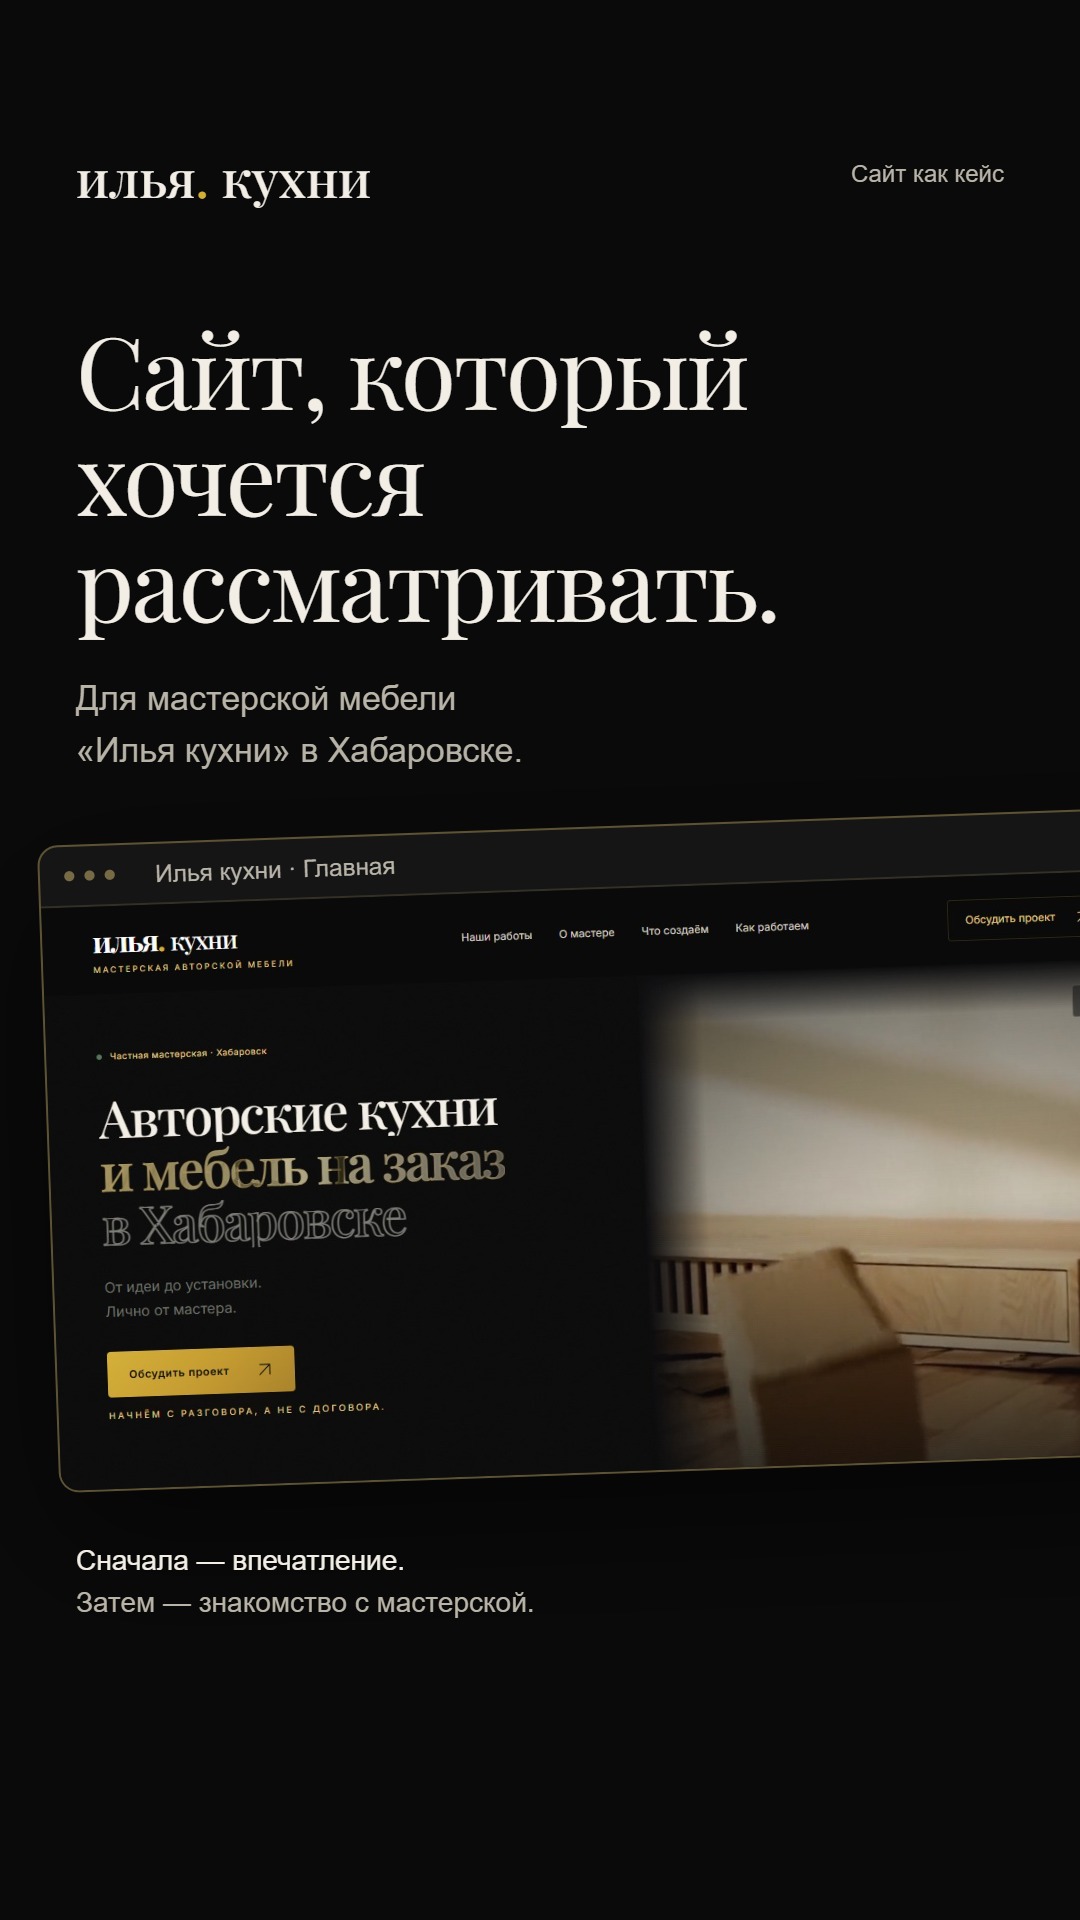 илья. кухни
Сайт как кейс
Сайт, который
хочется
рассматривать.
Для мастерской мебели
«Илья кухни» в Хабаровске.
Илья кухни · Главная
илья. кухни
МАСТЕРСКАЯ АВТОРСКОЙ МЕБЕЛИ
Наши работы О мастере Что создаём Как работаем
Обсудить проект
Частная мастерская · Хабаровск
Авторские кухни
и мебель на заказ
в Хабаровске
От идеи до установки.
Лично от мастера.
Обсудить проект
НАЧНЁМ С РАЗГОВОРА, А НЕ С ДОГОВОРА.
Сначала — впечатление.
Затем — знакомство с мастерской.